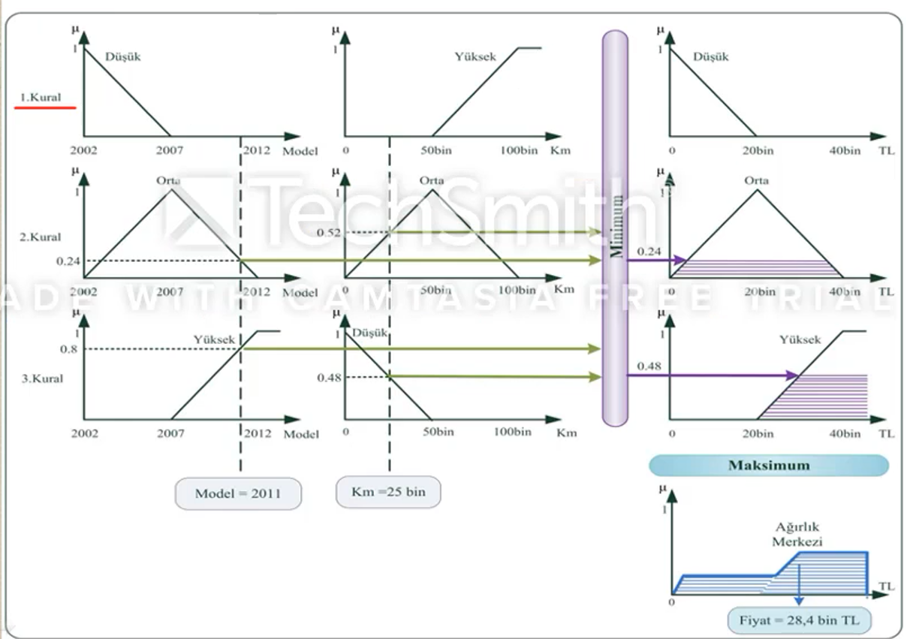 μ
1
Düşük
1.Kural
2002 2007 2012 Model
μ
1
Yüksek
0 50bin 100bin Km
μ
1
Düşük
0 20bin 40bin TL
μ
1
Orta
2.Kural
0.24
2002 2007 2012 Model
μ
1
Orta
0.52
0 50bin 100bin Km
Minimum
0.24
μ
1
Orta
0 20bin 40bin TL
TechSmith
MADE WITH CAMTASIA FREE TRIAL
μ
1
Yüksek
0.8
3.Kural
2002 2007 2012 Model
μ
1
Düşük
0.48
0 50bin 100bin Km
0.48
μ
1
Yüksek
0 20bin 40bin TL
Model = 2011
Km =25 bin
Maksimum
μ
1
Ağırlık
Merkezi
TL
0
Fiyat = 28,4 bin TL